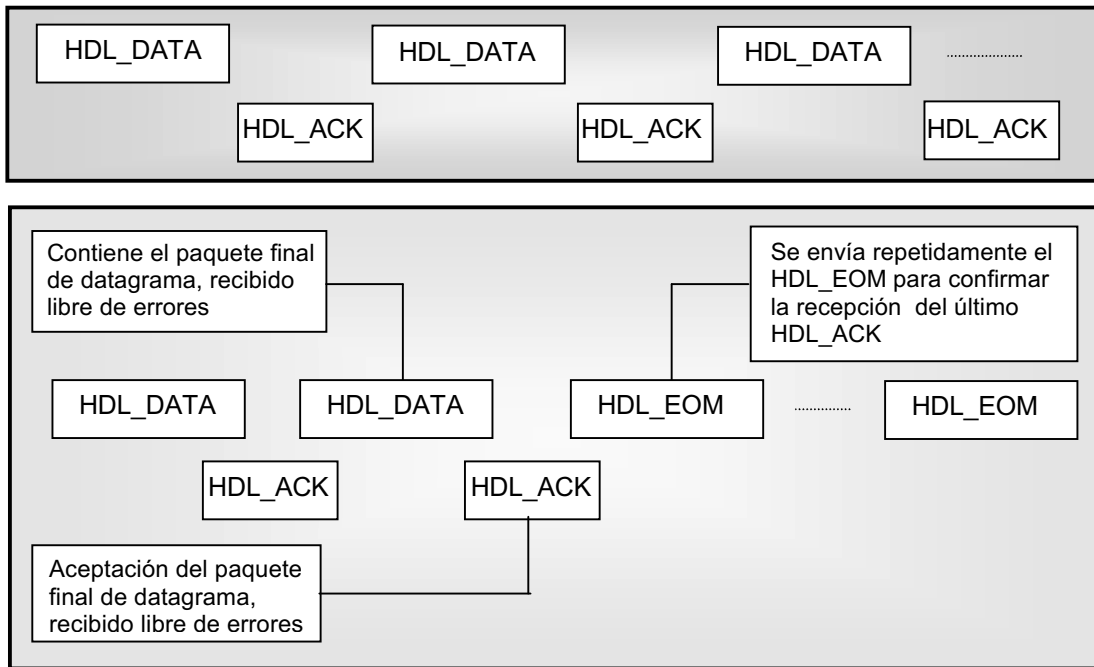 HDL_DATA
HDL_DATA
HDL_DATA
HDL_ACK
HDL_ACK
HDL_ACK
Contiene el paquete final
de datagrama, recibido
libre de errores
Se envía repetidamente el
HDL_EOM para confirmar
la recepción del último
HDL_ACK
HDL_DATA
HDL_DATA
HDL_EOM
HDL_EOM
HDL_ACK
HDL_ACK
Aceptación del paquete
final de datagrama,
recibido libre de errores